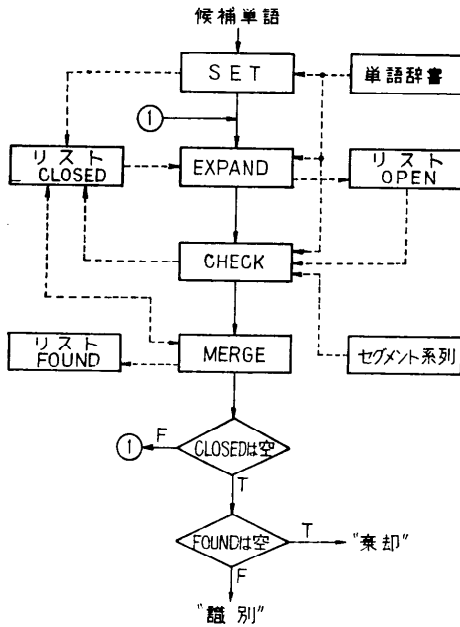 候補単語
SET
単語辞書
①
リスト
CLOSED
EXPAND
リスト
OPEN
CHECK
リスト
FOUND
MERGE
セグメント系列
① F
CLOSEDは空
T
FOUNDは空
T
"棄却"
F
"識別"